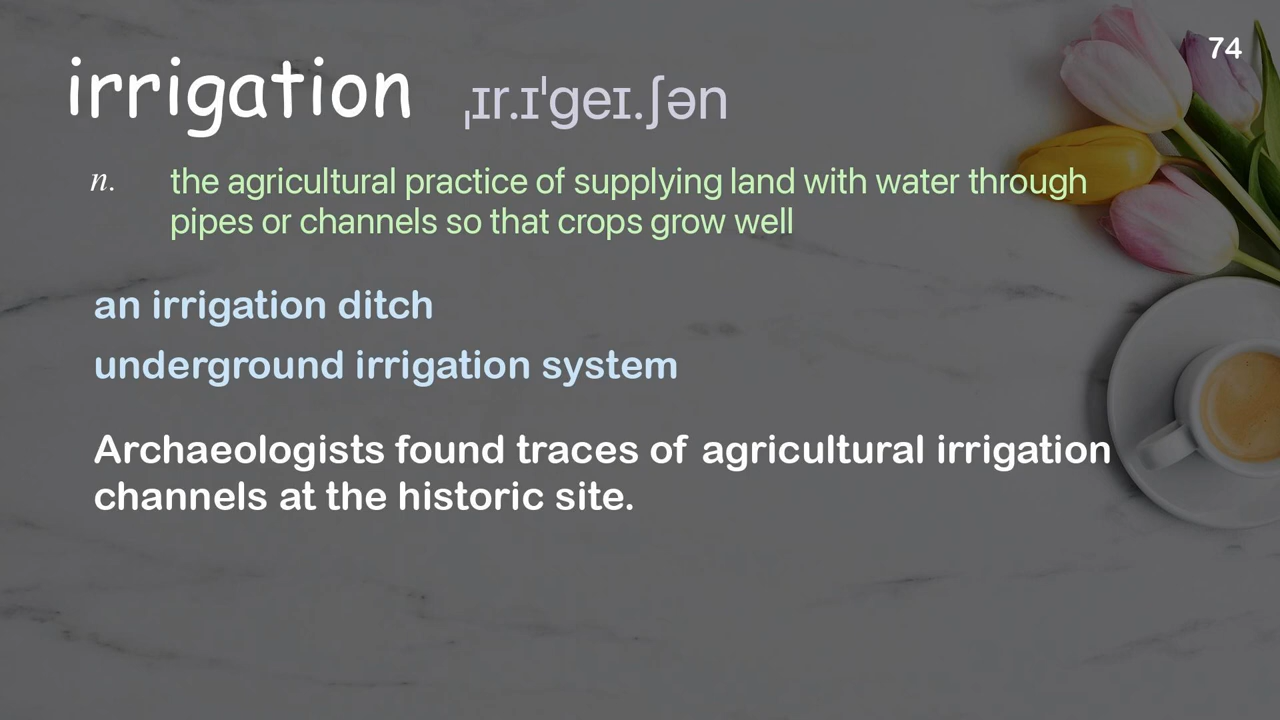 74
irrigation ˌɪr.ɪˈɡeɪ.ʃən
n. the agricultural practice of supplying land with water through
pipes or channels so that crops grow well
an irrigation ditch
underground irrigation system
Archaeologists found traces of agricultural irrigation
channels at the historic site.